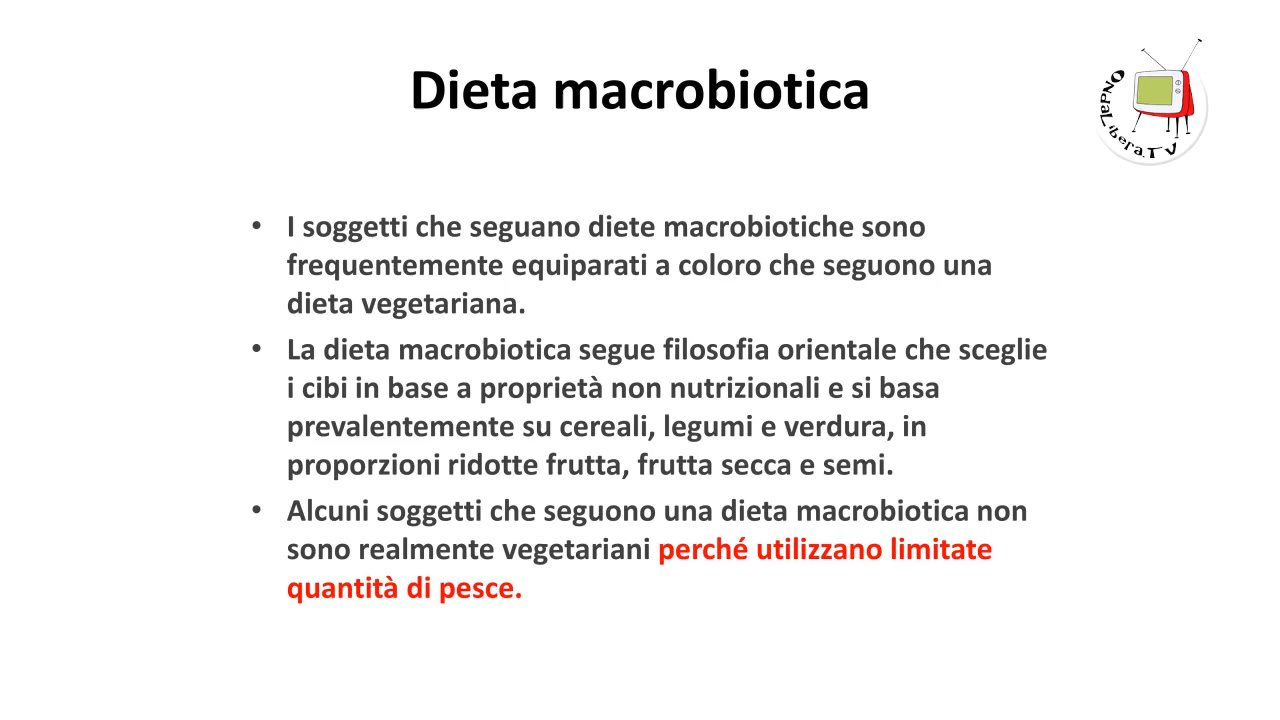 Dieta macrobiotica
OndaLibera.TV
• I soggetti che seguano diete macrobiotiche sono
frequentemente equiparati a coloro che seguono una
dieta vegetariana.
• La dieta macrobiotica segue filosofia orientale che sceglie
i cibi in base a proprietà non nutrizionali e si basa
prevalentemente su cereali, legumi e verdura, in
proporzioni ridotte frutta, frutta secca e semi.
• Alcuni soggetti che seguono una dieta macrobiotica non
sono realmente vegetariani perché utilizzano limitate
quantità di pesce.